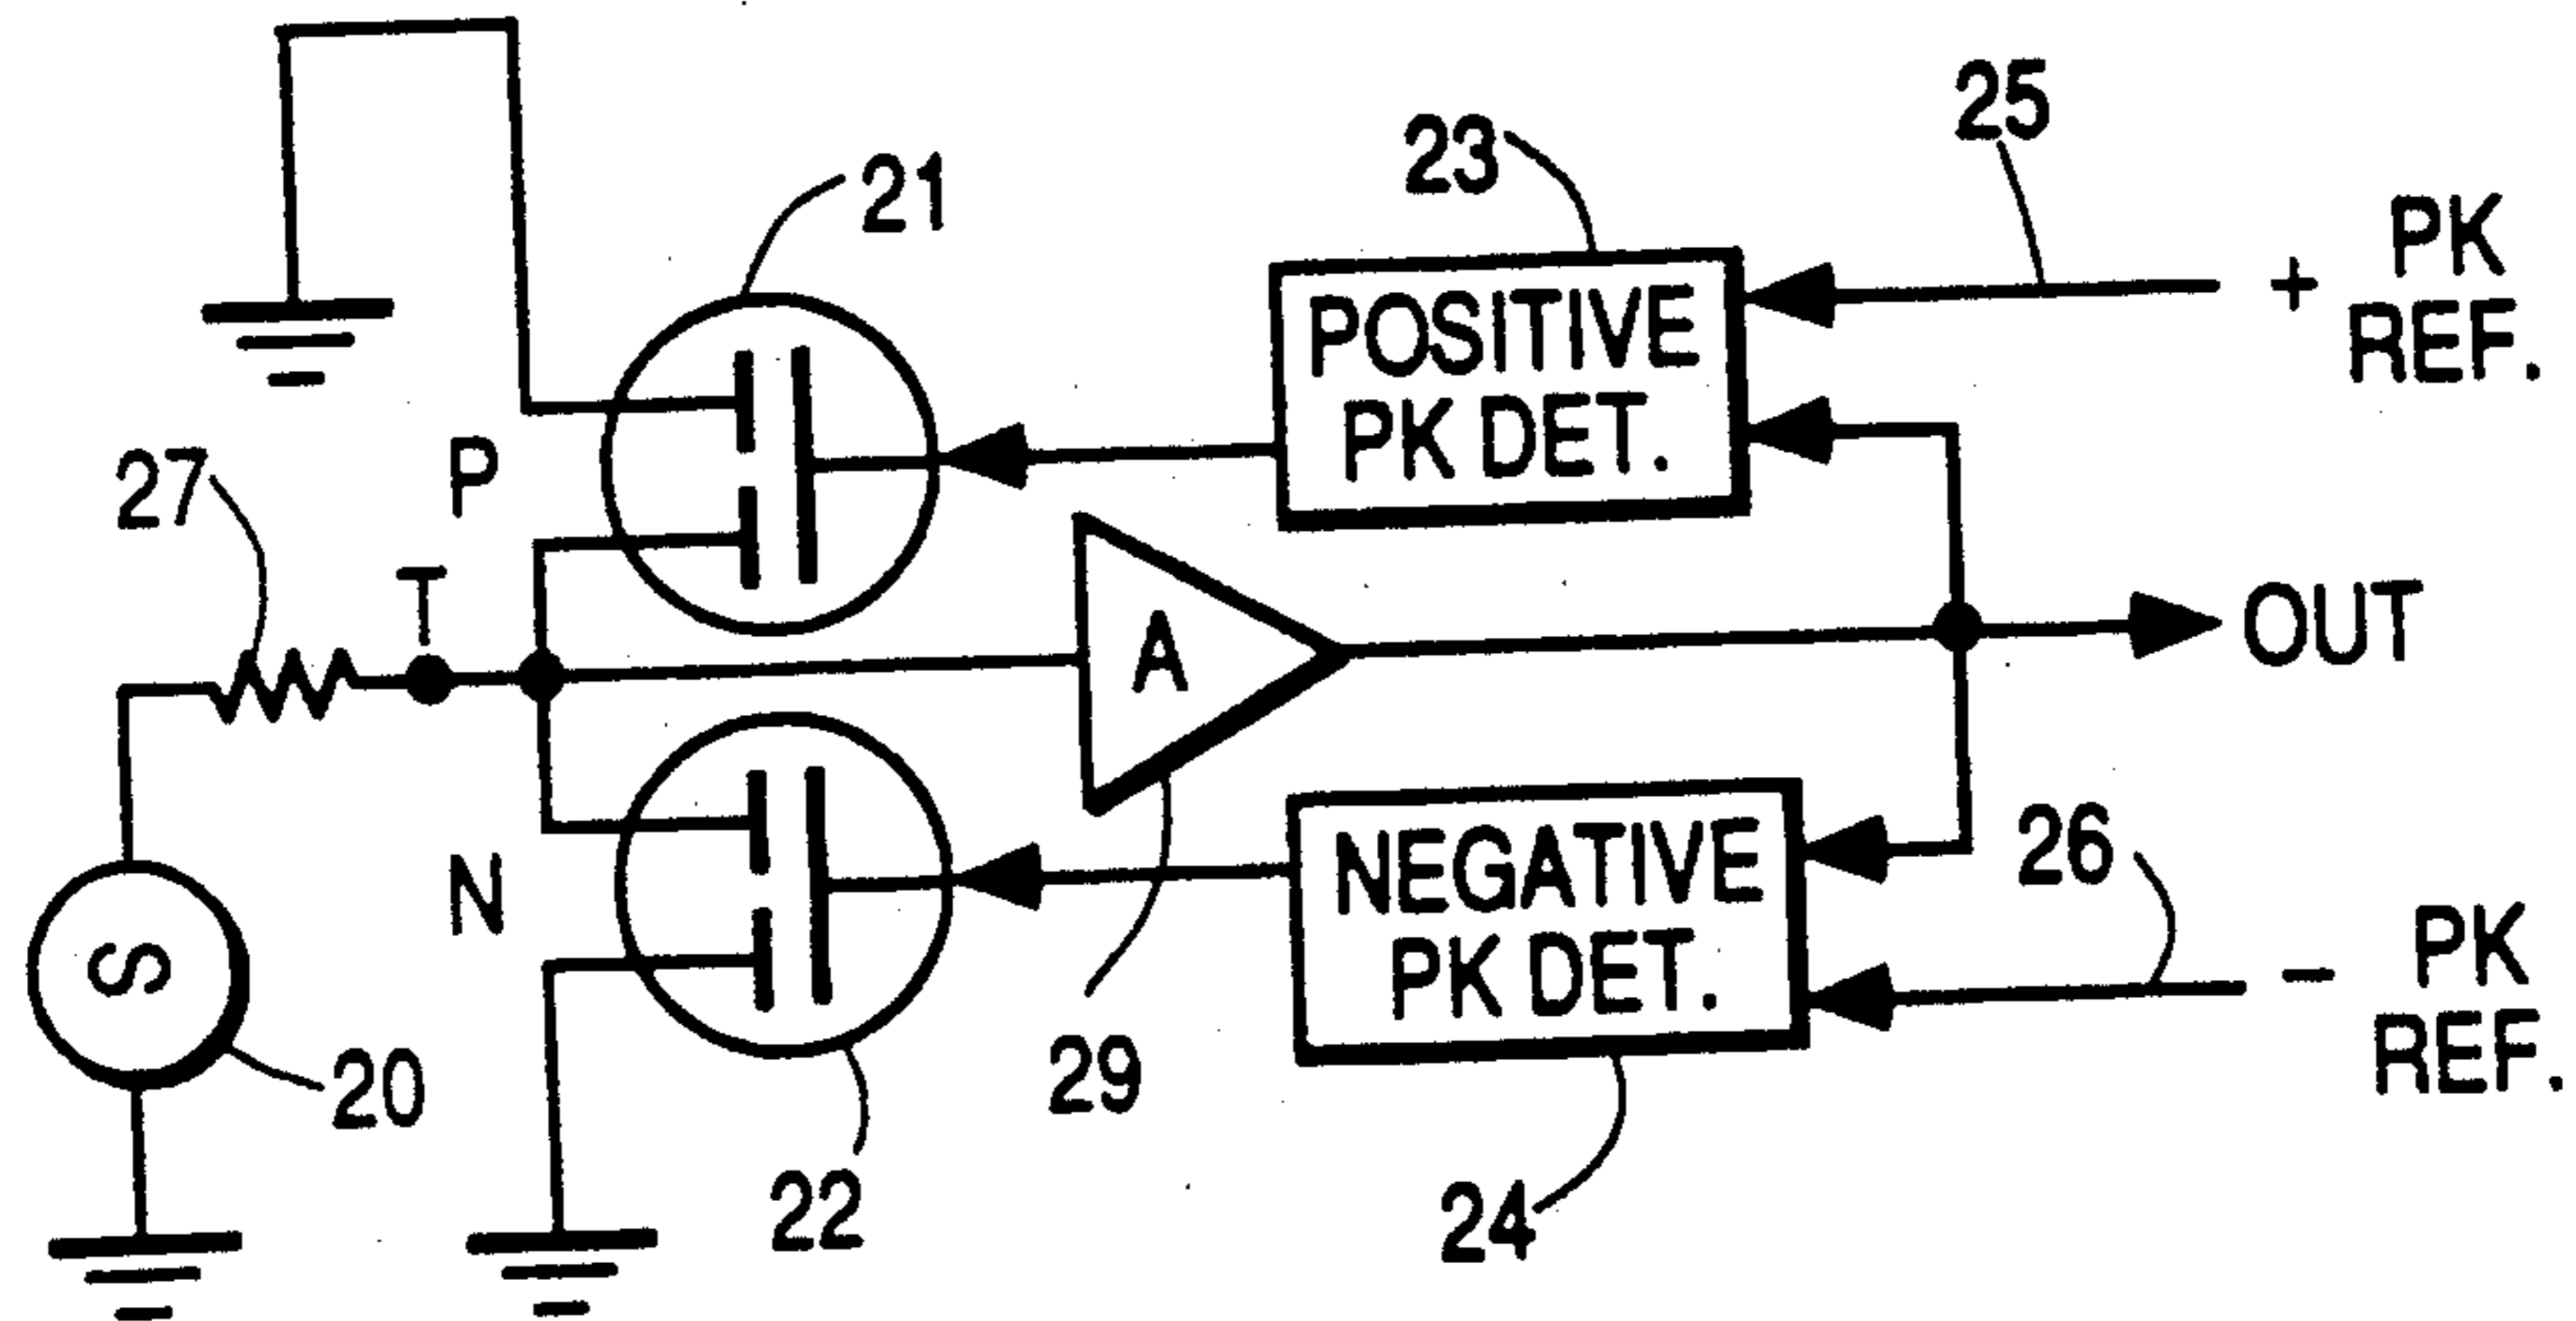 25
23
+ PK
REF.
21
POSITIVE
PK DET.
P
27
T
A
OUT
NEGATIVE
PK DET.
26
N
- PK
REF.
S
20
29
22
24